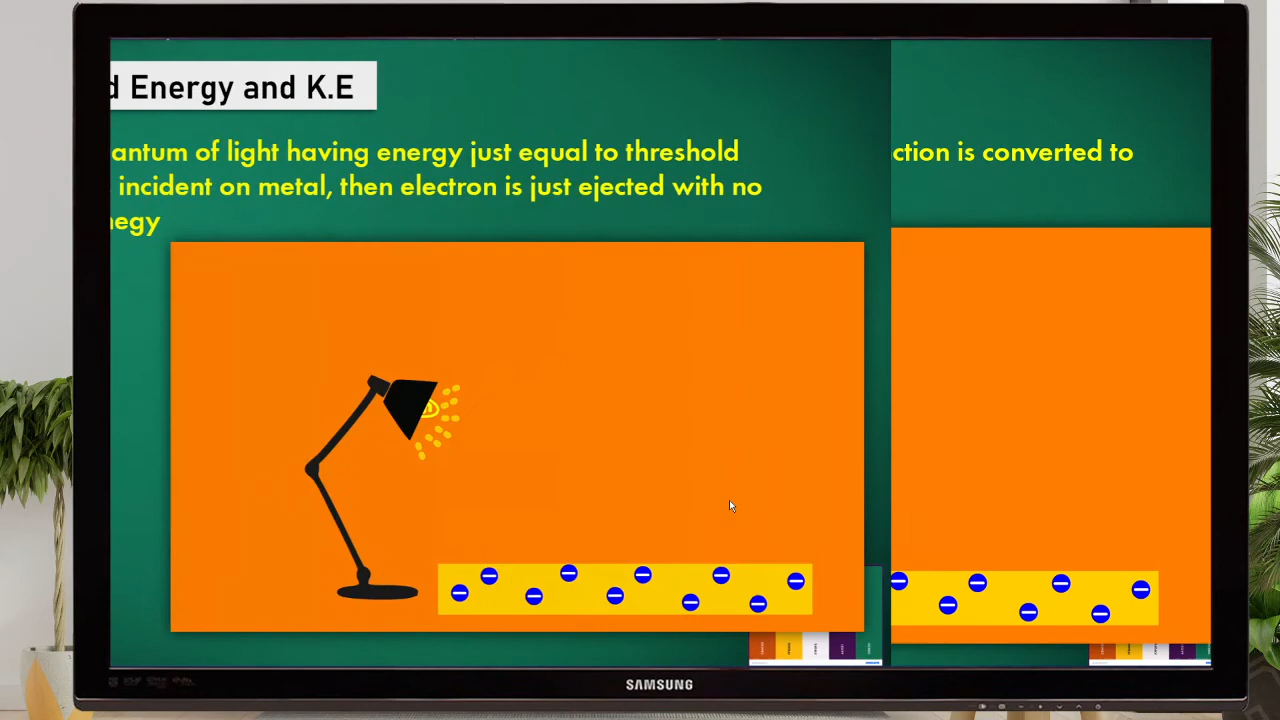 d Energy and K.E
antum of light having energy just equal to threshold
incident on metal, then electron is just ejected with no
negy
ction is converted to
SAMSUNG